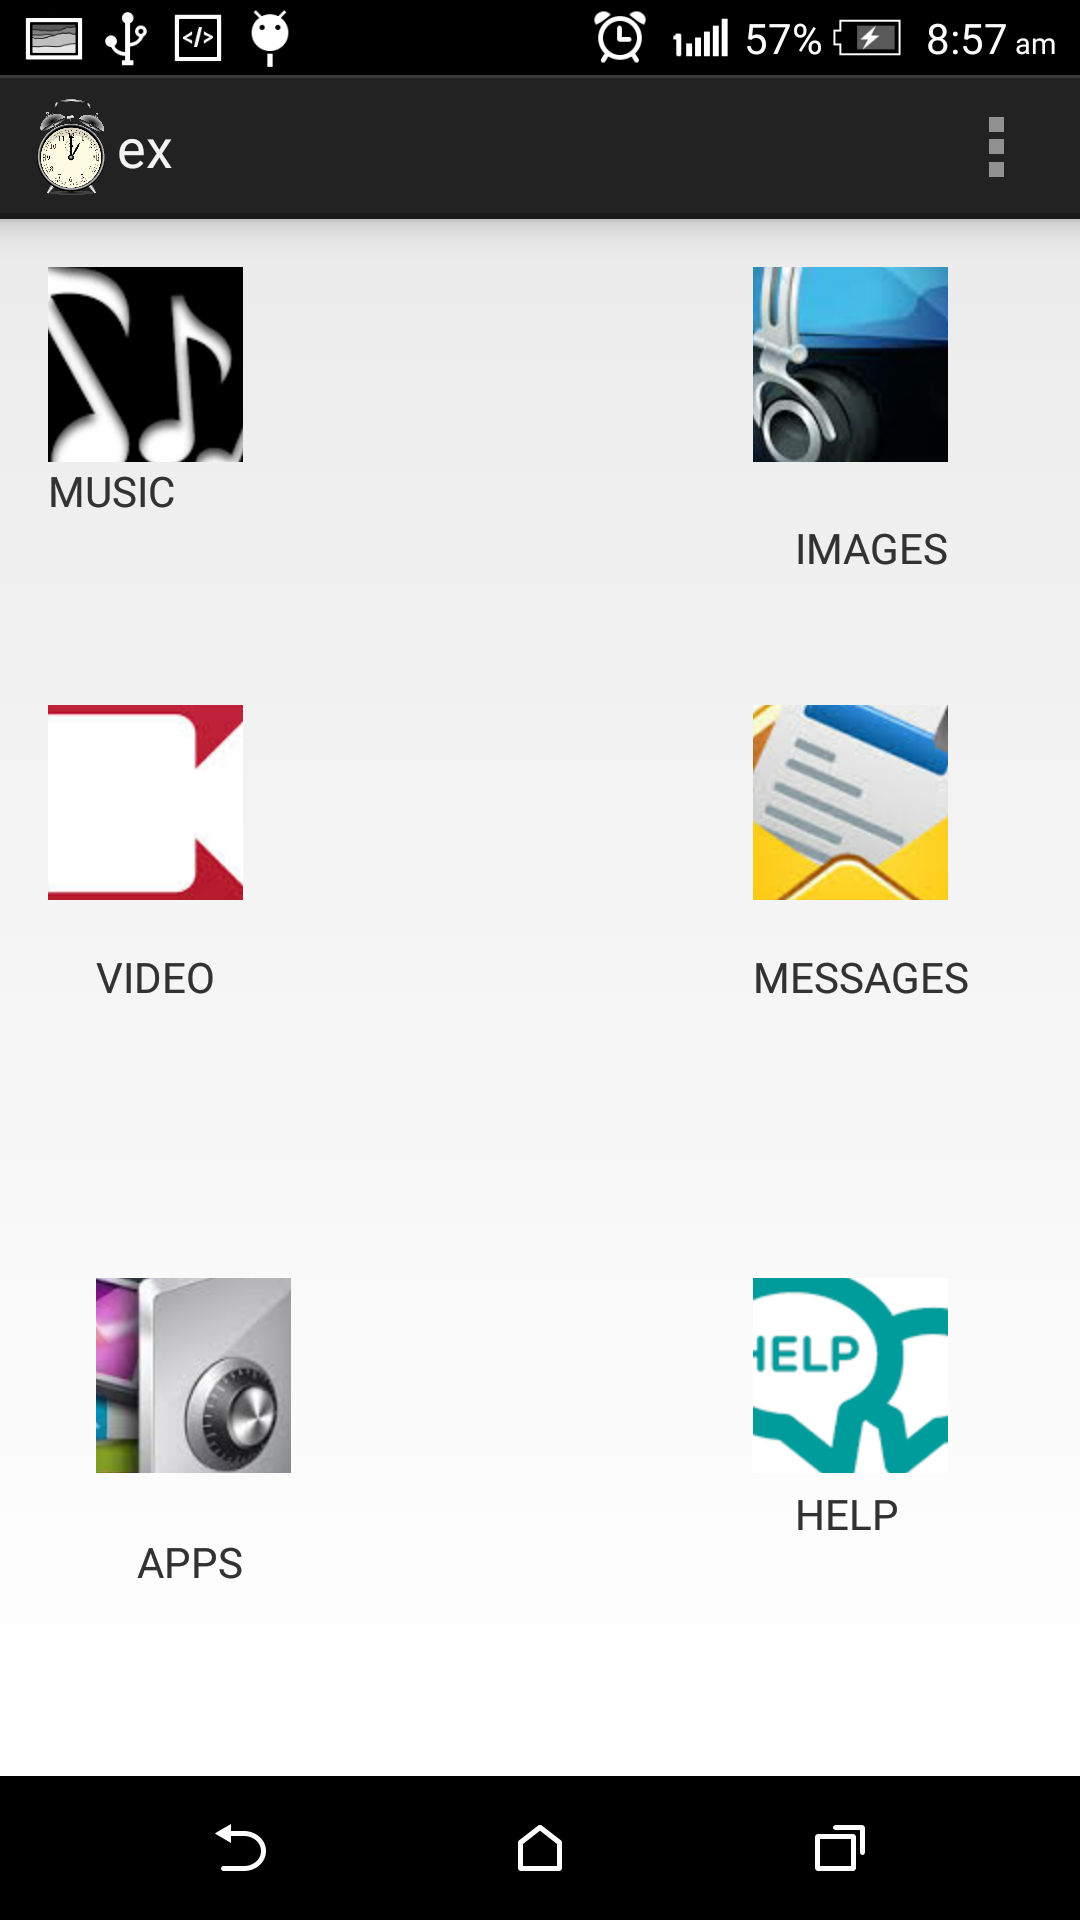 </> 57% 8:57 am
ex
MUSIC
IMAGES
VIDEO
MESSAGES
HELP
HELP
APPS